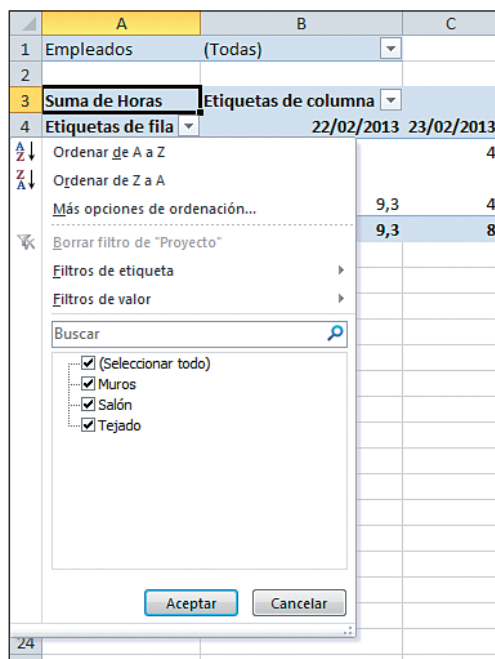 A B C
1 Empleados (Todas)
2
3 Suma de Horas Etiquetas de columna
4 Etiquetas de fila 22/02/2013 23/02/2013
Ordenar de A a Z 4
Ordenar de Z a A
Más opciones de ordenación... 9,3 4
Borrar filtro de "Proyecto" 9,3 8
Filtros de etiqueta
Filtros de valor
Buscar
(Seleccionar todo)
Muros
Salón
Tejado
Aceptar Cancelar
24